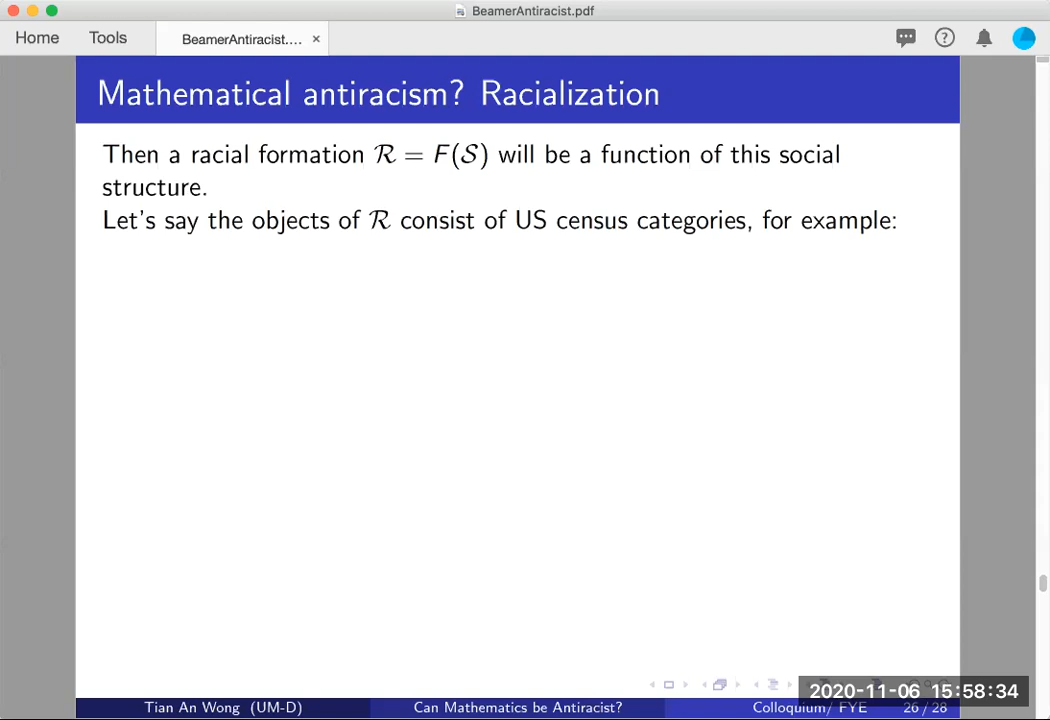 BeamerAntiracist.pdf
Home Tools BeamerAntiracist.... ×
Mathematical antiracism? Racialization
Then a racial formation ℛ = F(𝒮) will be a function of this social
structure.
Let's say the objects of ℛ consist of US census categories, for example:
2020-11-06 15:58:34
Tian An Wong (UM-D) Can Mathematics be Antiracist? Colloquium/ FYE 26 / 28